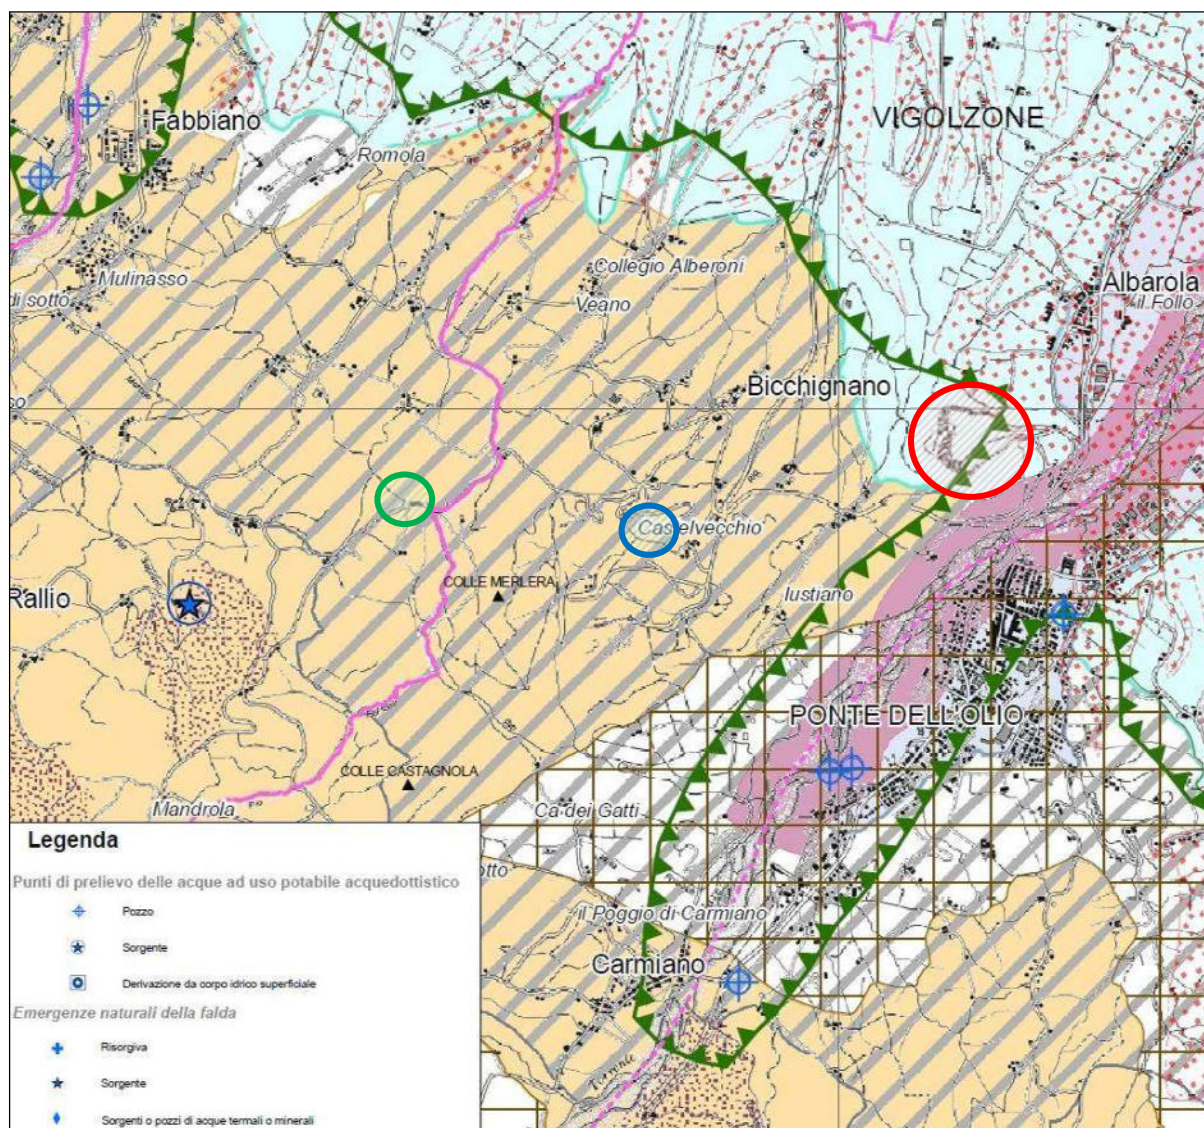 VIGOLZONE
Fabbiano
Romola
Collegio Alberoni
Mulinasso
di sotto
Veano
Albarola
il Follo
Bicchignano
Castelvecchio
COLLE MERLERA
Rallio
Iustiano
PONTE DELL'OLIO
COLLE CASTAGNOLA
Mandrola
Ca dei Gatti
otto
il Poggio di Carmiano
Carmiano
Legenda
Punti di prelievo delle acque ad uso potabile acquedottistico
Pozzo
Sorgente
Derivazione da corpo idrico superficiale
Emergenze naturali della falda
Risorgiva
Sorgente
Sorgenti o pozzi di acque termali o minerali